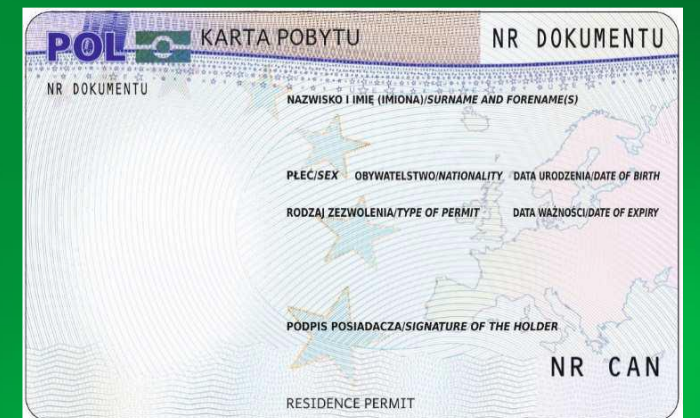 POL KARTA POBYTU NR DOKUMENTU
NR DOKUMENTU
NAZWISKO I IMIĘ (IMIONA)/SURNAME AND FORENAME(S)
PŁEĆ/SEX OBYWATELSTWO/NATIONALITY DATA URODZENIA/DATE OF BIRTH
RODZAJ ZEZWOLENIA/TYPE OF PERMIT DATA WAŻNOŚCI/DATE OF EXPIRY
PODPIS POSIADACZA/SIGNATURE OF THE HOLDER
NR CAN
RESIDENCE PERMIT